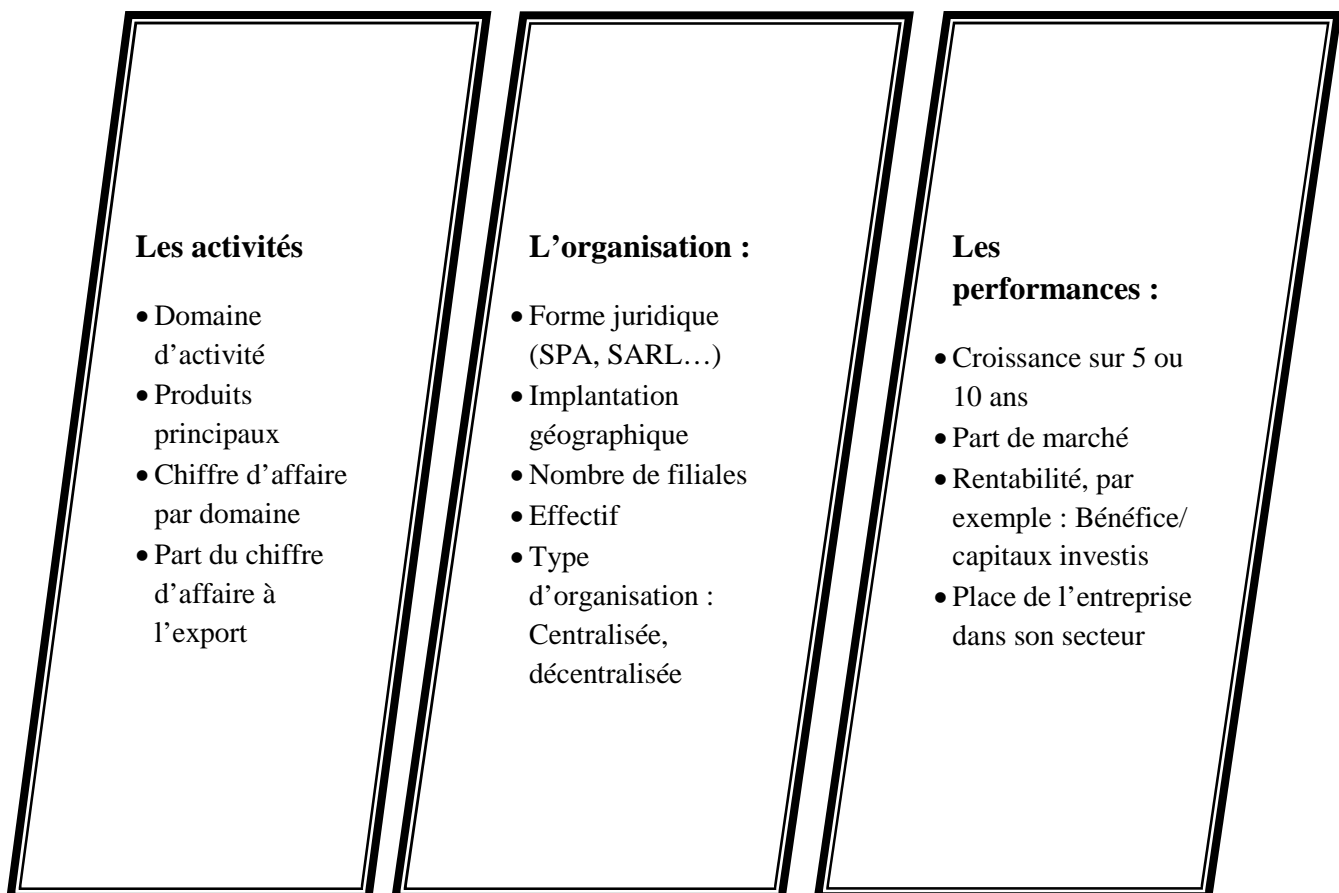 Les activités
• Domaine
d’activité
• Produits
principaux
• Chiffre d’affaire
par domaine
• Part du chiffre
d’affaire à
l’export
L’organisation :
• Forme juridique
(SPA, SARL…)
• Implantation
géographique
• Nombre de filiales
• Effectif
• Type
d’organisation :
Centralisée,
décentralisée
Les
performances :
• Croissance sur 5 ou
10 ans
• Part de marché
• Rentabilité, par
exemple : Bénéfice/
capitaux investis
• Place de l’entreprise
dans son secteur